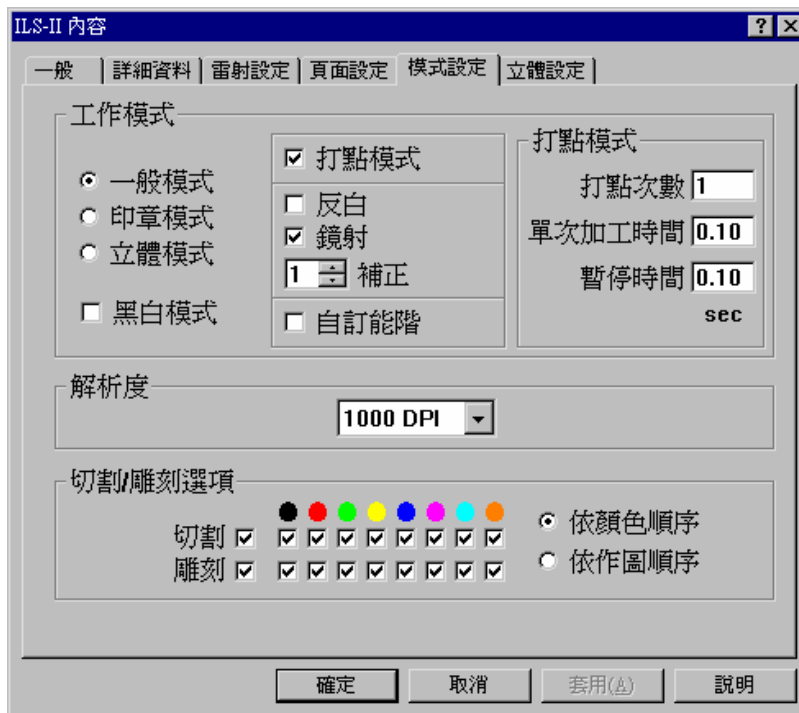 ILS-II 內容
一般 詳細資料 雷射設定 頁面設定 模式設定 立體設定
工作模式
一般模式
印章模式
立體模式
黑白模式
打點模式
反白
鏡射
1 補正
自訂能階
打點模式
打點次數 1
單次加工時間 0.10
暫停時間 0.10
sec
解析度
1000 DPI
切割/雕刻選項
切割
雕刻
依顏色順序
依作圖順序
確定 取消 套用(A) 說明